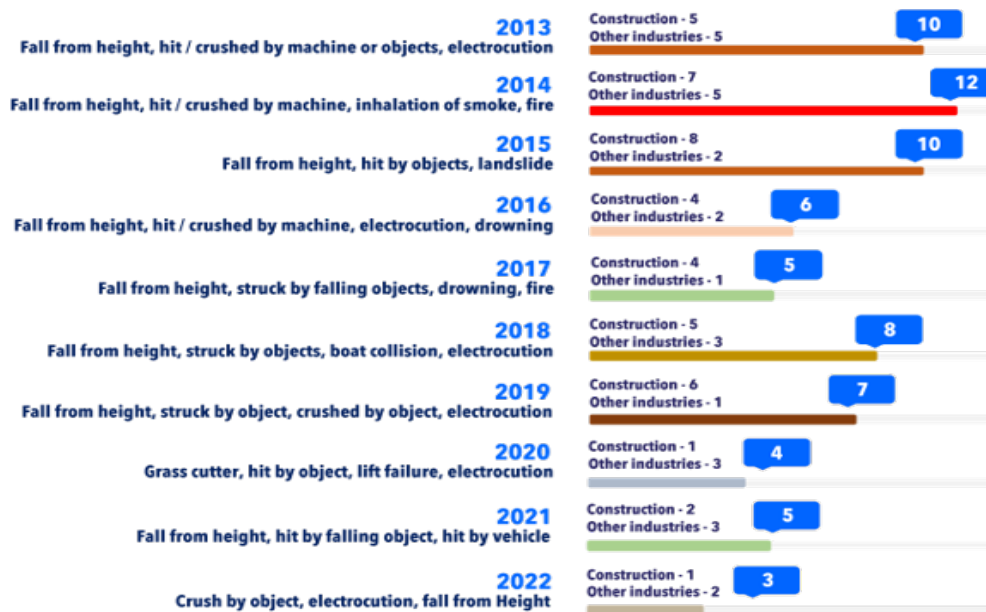 2013
Fall from height, hit / crushed by machine or objects, electrocution
Construction - 5
Other industries - 5
10
2014
Fall from height, hit / crushed by machine, inhalation of smoke, fire
Construction - 7
Other industries - 5
12
2015
Fall from height, hit by objects, landslide
Construction - 8
Other industries - 2
10
2016
Fall from height, hit / crushed by machine, electrocution, drowning
Construction - 4
Other industries - 2
6
2017
Fall from height, struck by falling objects, drowning, fire
Construction - 4
Other industries - 1
5
2018
Fall from height, struck by objects, boat collision, electrocution
Construction - 5
Other industries - 3
8
2019
Fall from height, struck by object, crushed by object, electrocution
Construction - 6
Other industries - 1
7
2020
Grass cutter, hit by object, lift failure, electrocution
Construction - 1
Other industries - 3
4
2021
Fall from height, hit by falling object, hit by vehicle
Construction - 2
Other industries - 3
5
2022
Crush by object, electrocution, fall from Height
Construction - 1
Other industries - 2
3